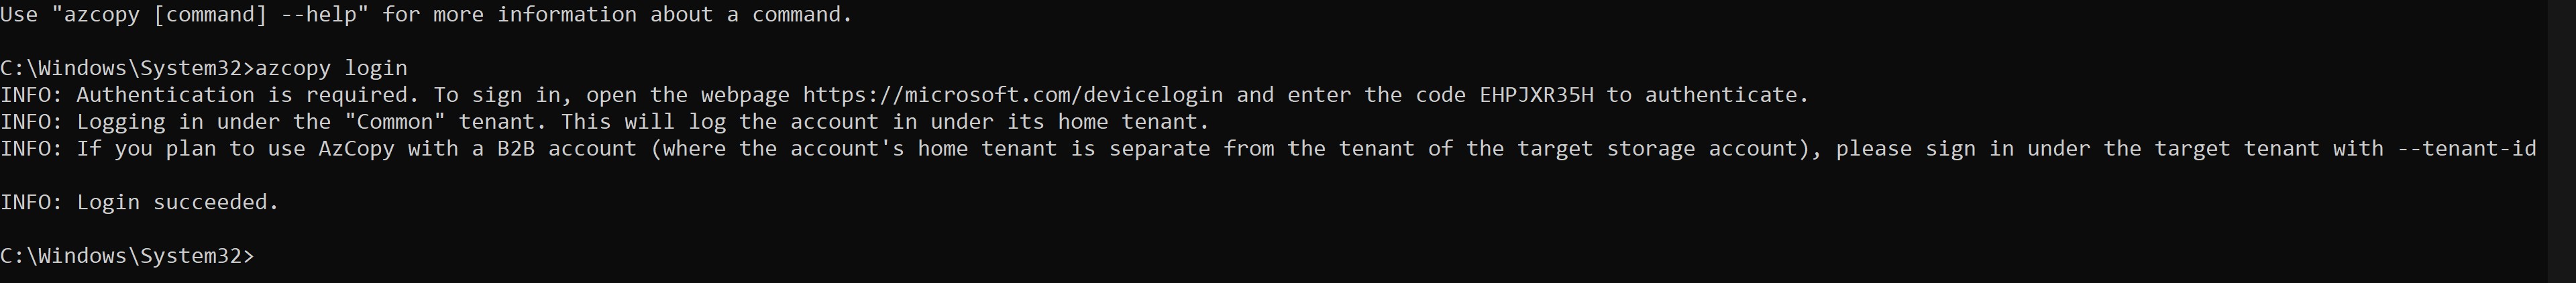 Use "azcopy [command] --help" for more information about a command.
C:\Windows\System32>azcopy login
INFO: Authentication is required. To sign in, open the webpage https://microsoft.com/devicelogin and enter the code EHPJXR35H to authenticate.
INFO: Logging in under the "Common" tenant. This will log the account in under its home tenant.
INFO: If you plan to use AzCopy with a B2B account (where the account's home tenant is separate from the tenant of the target storage account), please sign in under the target tenant with --tenant-id
INFO: Login succeeded.
C:\Windows\System32>